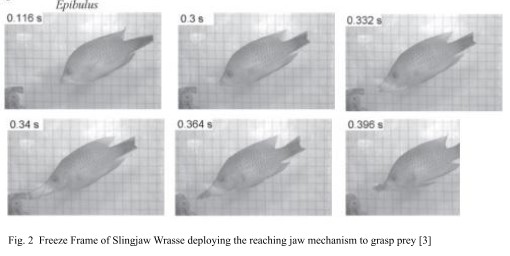 Epibulus
0.116 s
0.3 s
0.332 s
0.34 s
0.364 s
0.396 s
Fig. 2 Freeze Frame of Slingjaw Wrasse deploying the reaching jaw mechanism to grasp prey [3]